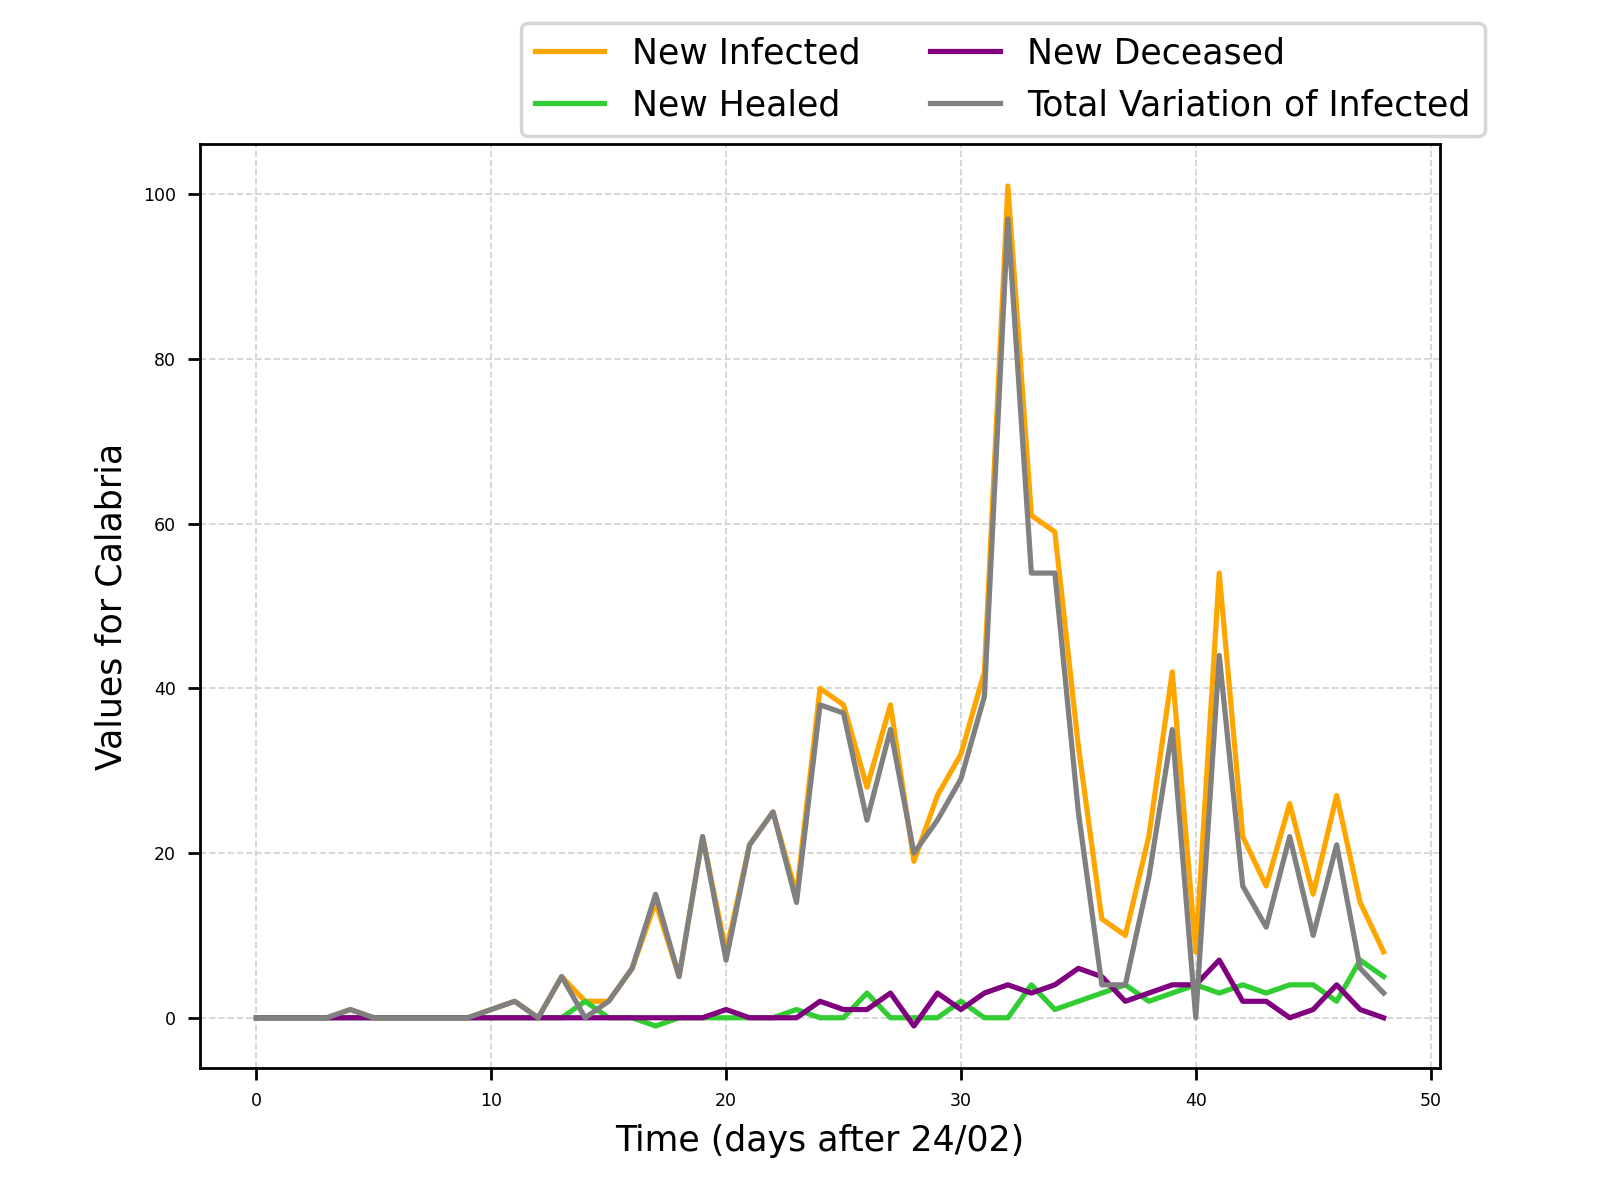 New Infected
New Healed
New Deceased
Total Variation of Infected
100
80
60
40
20
0
Values for Calabria
0 10 20 30 40 50
Time (days after 24/02)